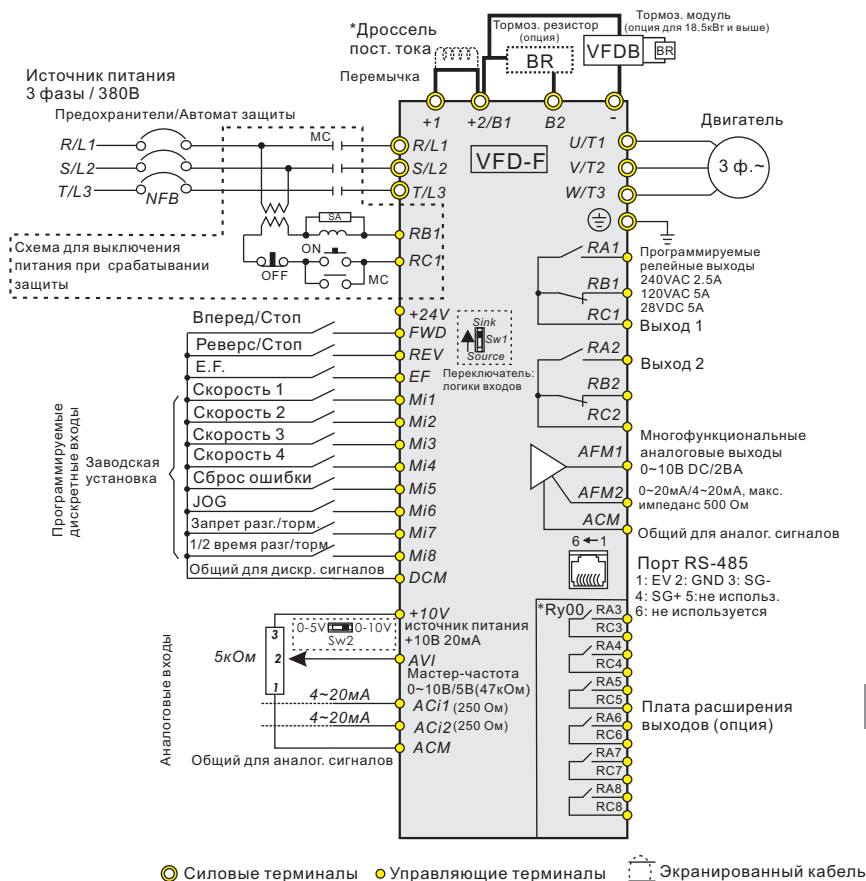 *Дроссель
пост. тока
Перемычка
Тормоз. резистор
(опция)
BR
Тормоз. модуль
(опция для 18.5кВт и выше)
VFDB
BR
Источник питания
3 фазы / 380В
Предохранители/Автомат защиты
R/L1
S/L2
T/L3
NFB
MC
+1
+2/B1
B2
-
R/L1
S/L2
T/L3
VFD-F
U/T1
V/T2
W/T3
Двигатель
3 ф.~
SA
ON
OFF
MC
RB1
RC1
Схема для выключения
питания при срабатывании
защиты
RA1
RB1
RC1
Программируемые
релейные выходы
240VAC 2.5A
120VAC 5A
28VDC 5A
Выход 1
RA2
RB2
RC2
Выход 2
+24V
Вперед/Стоп
FWD
Реверс/Стоп
REV
E.F.
EF
Скорость 1
Mi1
Скорость 2
Mi2
Скорость 3
Mi3
Скорость 4
Mi4
Сброс ошибки
Mi5
JOG
Mi6
Запрет разг./торм.
Mi7
1/2 время разг/торм
Mi8
Общий для дискр. сигналов
DCM
Программируемые
дискретные входы
Заводская
установка
Sink
Sw1
Source
Переключатель:
логики входов
AFM1
AFM2
ACM
Многофункциональные
аналоговые выходы
0~10В DC/2ВА
0~20мА/4~20мА, макс.
импеданс 500 Ом
Общий для аналог. сигналов
6←1
Порт RS-485
1: EV 2: GND 3: SG-
4: SG+ 5:не использ.
6: не используется
Аналоговые входы
5кОм
3
2
1
+10V
0-5V 0-10V
Sw2
источник питания
+10В 20мА
AVI
Мастер-частота
0~10В/5В(47кОм)
4~20мА
ACi1 (250 Ом)
4~20мА
ACi2 (250 Ом)
ACM
Общий для аналог. сигналов
*Ry00
RA3
RC3
RA4
RC4
RA5
RC5
RA6
RC6
RA7
RC7
RA8
RC8
Плата расширения
выходов (опция)
Силовые терминалы
Управляющие терминалы
Экранированный кабель